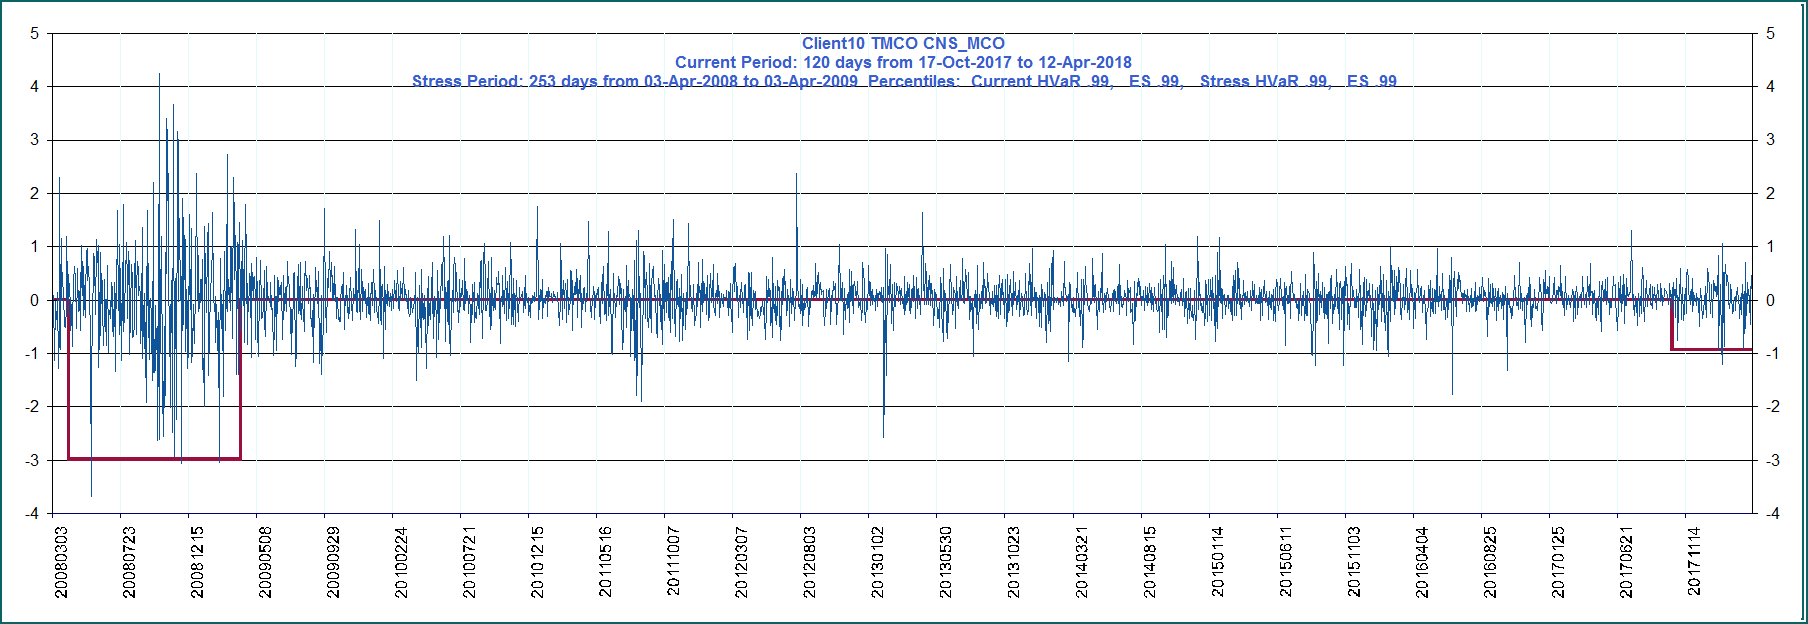 Client10 TMCO CNS_MCO
Current Period: 120 days from 17-Oct-2017 to 12-Apr-2018
Stress Period: 253 days from 03-Apr-2008 to 03-Apr-2009 Percentiles: Current HVaR .99, ES .99, Stress HVaR .99, ES .99
5 5
4 4
3 3
2 2
1 1
0 0
-1 -1
-2 -2
-3 -3
-4 -4
20080303 20080723 20081215 20090508 20090929 20100224 20100721 20101215 20110516 20111007 20120307 20120803 20130102 20130530 20131023 20140321 20140815 20150114 20150611 20151103 20160404 20160825 20170125 20170621 20171114